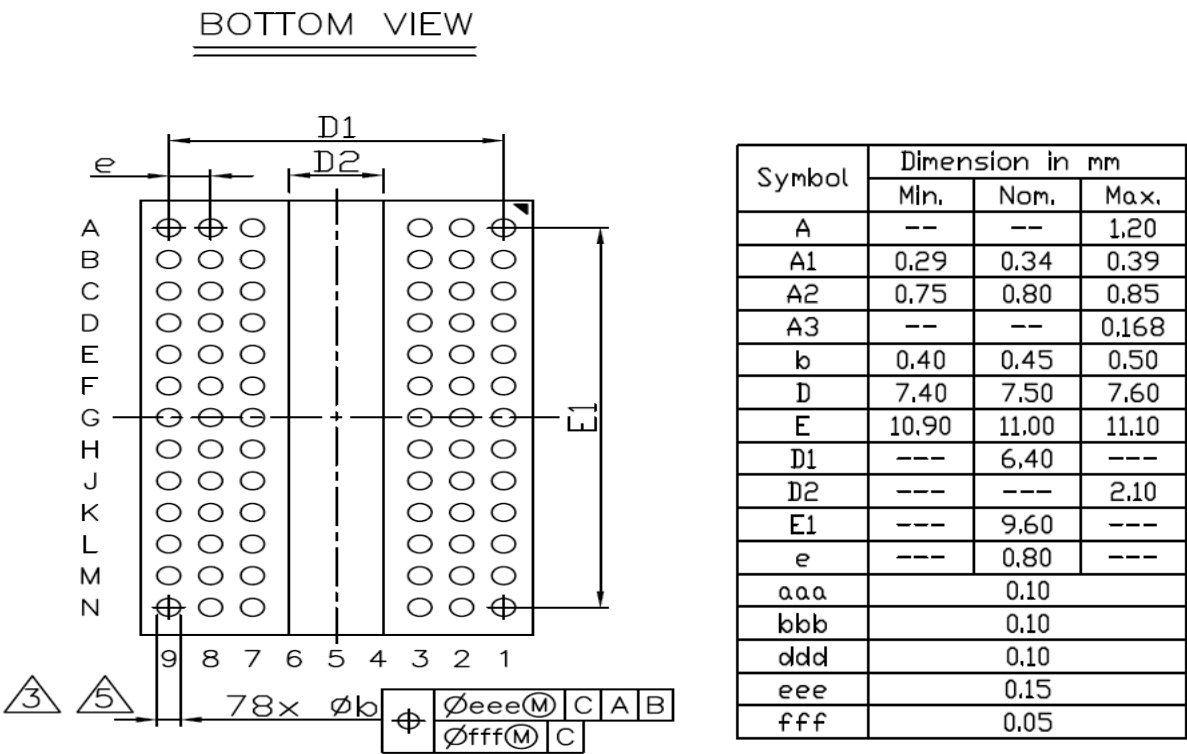 BOTTOM VIEW
D1
e
D2
A
B
C
D
E
F
G
H
J
K
L
M
N
E1
9 8 7 6 5 4 3 2 1
3 5 78x Øb Øeee Ⓜ C A B
Øfff Ⓜ C
Symbol Dimension in mm
Min. Nom. Max.
A -- -- 1.20
A1 0.29 0.34 0.39
A2 0.75 0.80 0.85
A3 -- -- 0.168
b 0.40 0.45 0.50
D 7.40 7.50 7.60
E 10.90 11.00 11.10
D1 --- 6.40 ---
D2 --- --- 2.10
E1 --- 9.60 ---
e --- 0.80 ---
aaa 0.10
bbb 0.10
ddd 0.10
eee 0.15
fff 0.05